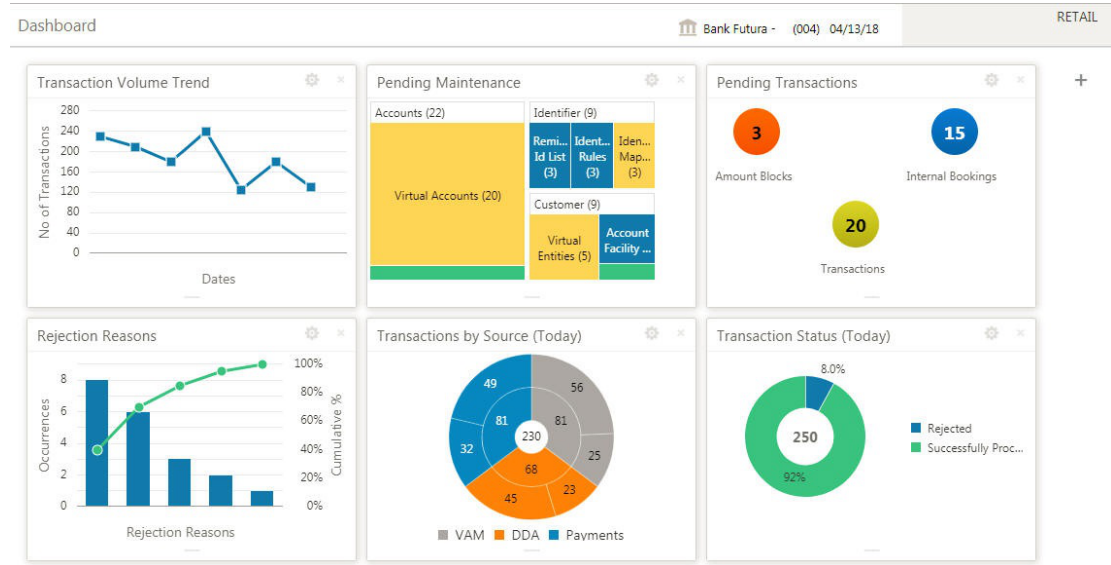 Dashboard
Bank Futura - (004) 04/13/18
RETAIL
Transaction Volume Trend
280
240
200
160
120
80
40
0
No of Transactions
Dates
Pending Maintenance
Accounts (22)
Virtual Accounts (20)
Identifier (9)
Remi...
Id List
(3)
Ident...
Rules
(3)
Iden...
Map...
(3)
Customer (9)
Virtual
Entities (5)
Account
Facility ...
Pending Transactions
3
Amount Blocks
15
Internal Bookings
20
Transactions
+
Rejection Reasons
8
6
4
2
0
Occurrences
100%
80%
60%
40%
20%
0%
Cumulative %
Rejection Reasons
Transactions by Source (Today)
49
56
81
81
230
32
25
68
45
23
VAM
DDA
Payments
Transaction Status (Today)
8.0%
250
92%
Rejected
Successfully Proc...